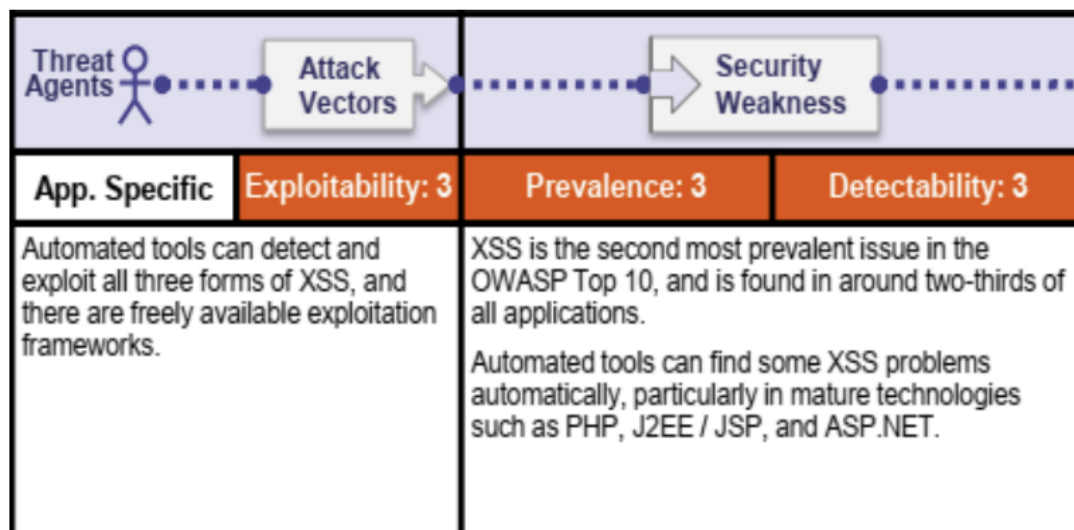 Threat
Agents
Attack
Vectors
Security
Weakness
App. Specific
Exploitability: 3
Prevalence: 3
Detectability: 3
Automated tools can detect and
exploit all three forms of XSS, and
there are freely available exploitation
frameworks.
XSS is the second most prevalent issue in the
OWASP Top 10, and is found in around two-thirds of
all applications.
Automated tools can find some XSS problems
automatically, particularly in mature technologies
such as PHP, J2EE / JSP, and ASP.NET.